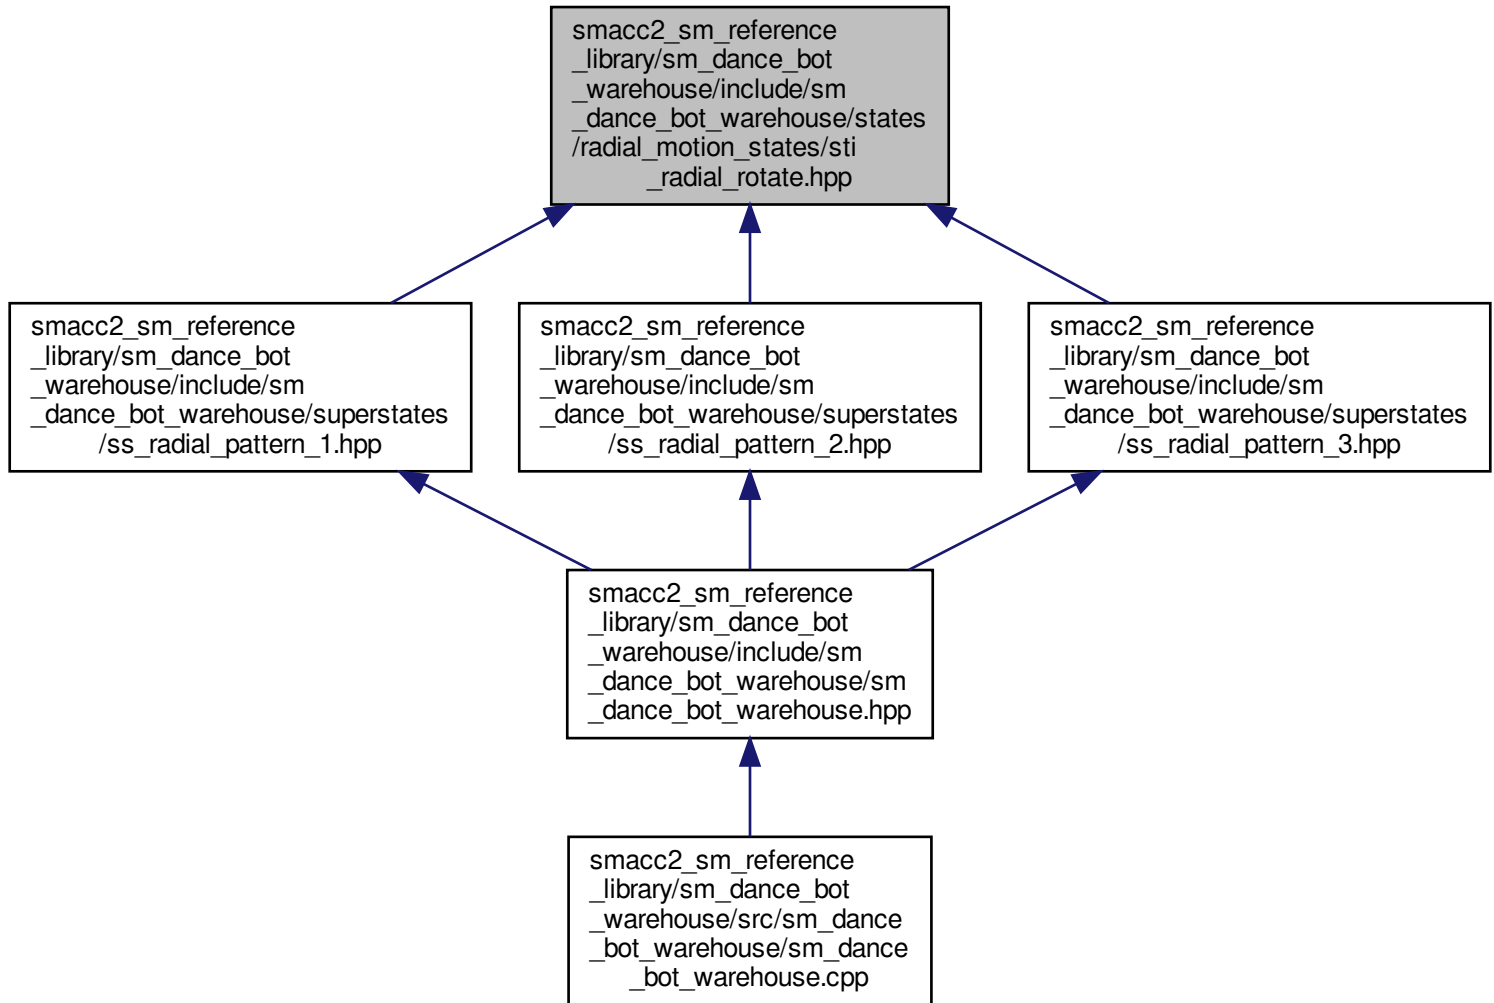 smacc2_sm_reference
_library/sm_dance_bot
_warehouse/include/sm
_dance_bot_warehouse/states
/radial_motion_states/sti
_radial_rotate.hpp
smacc2_sm_reference
_library/sm_dance_bot
_warehouse/include/sm
_dance_bot_warehouse/superstates
/ss_radial_pattern_1.hpp
smacc2_sm_reference
_library/sm_dance_bot
_warehouse/include/sm
_dance_bot_warehouse/superstates
/ss_radial_pattern_2.hpp
smacc2_sm_reference
_library/sm_dance_bot
_warehouse/include/sm
_dance_bot_warehouse/superstates
/ss_radial_pattern_3.hpp
smacc2_sm_reference
_library/sm_dance_bot
_warehouse/include/sm
_dance_bot_warehouse/sm
_dance_bot_warehouse.hpp
smacc2_sm_reference
_library/sm_dance_bot
_warehouse/src/sm_dance
_bot_warehouse/sm_dance
_bot_warehouse.cpp